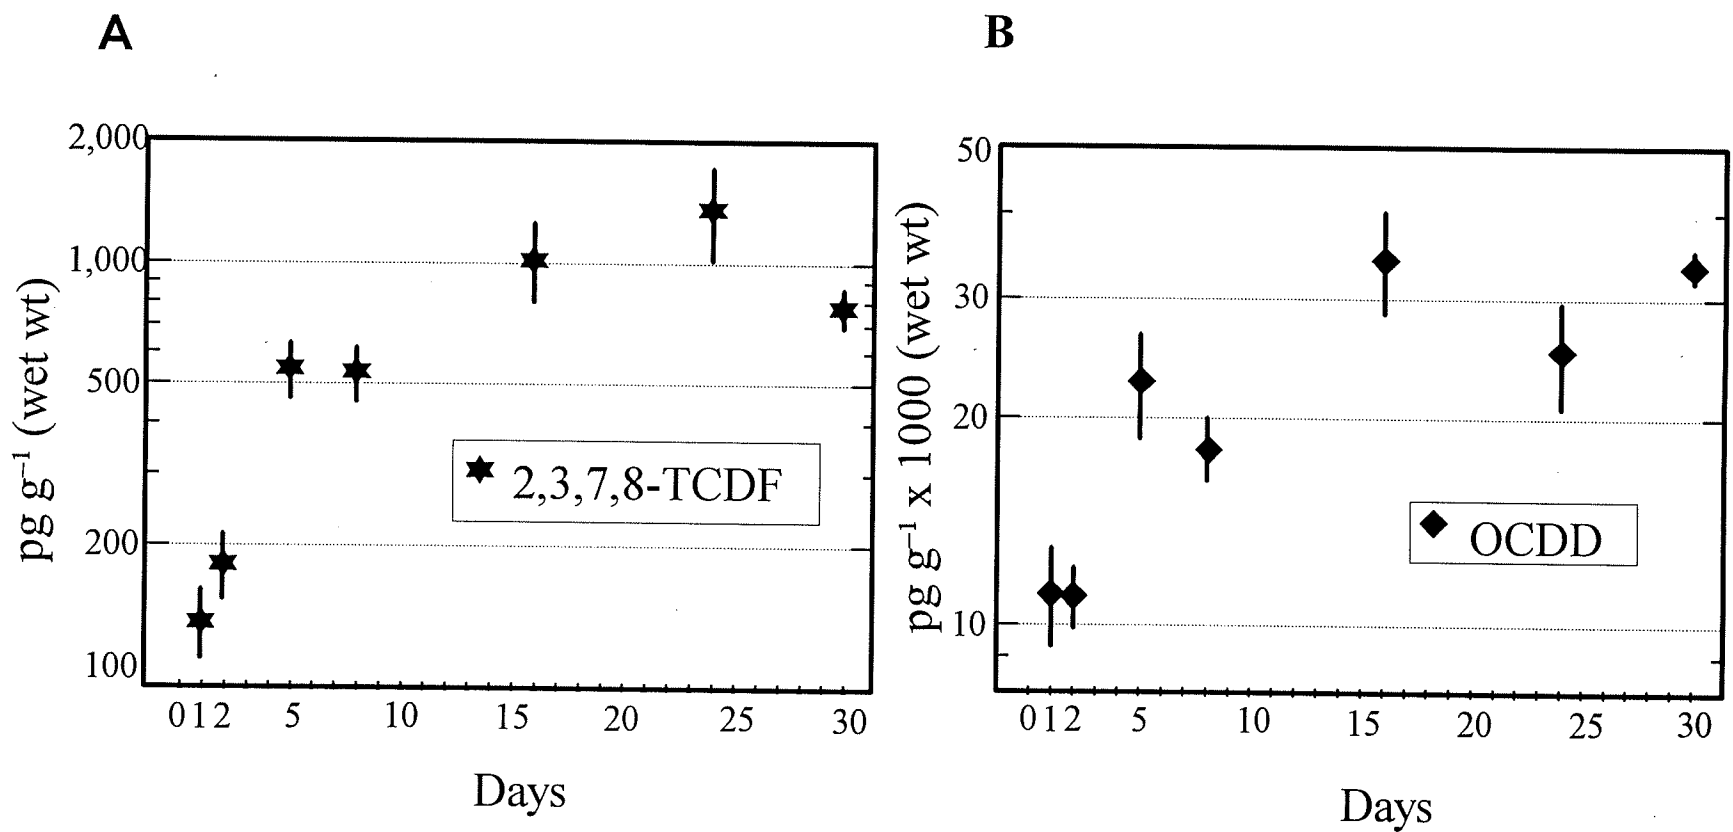 A
2,000
1,000
500
200
100
pg g⁻¹ (wet wt)
2,3,7,8-TCDF
0 1 2 5 10 15 20 25 30
Days
B
50
30
20
10
pg g⁻¹ x 1000 (wet wt)
OCDD
0 1 2 5 10 15 20 25 30
Days